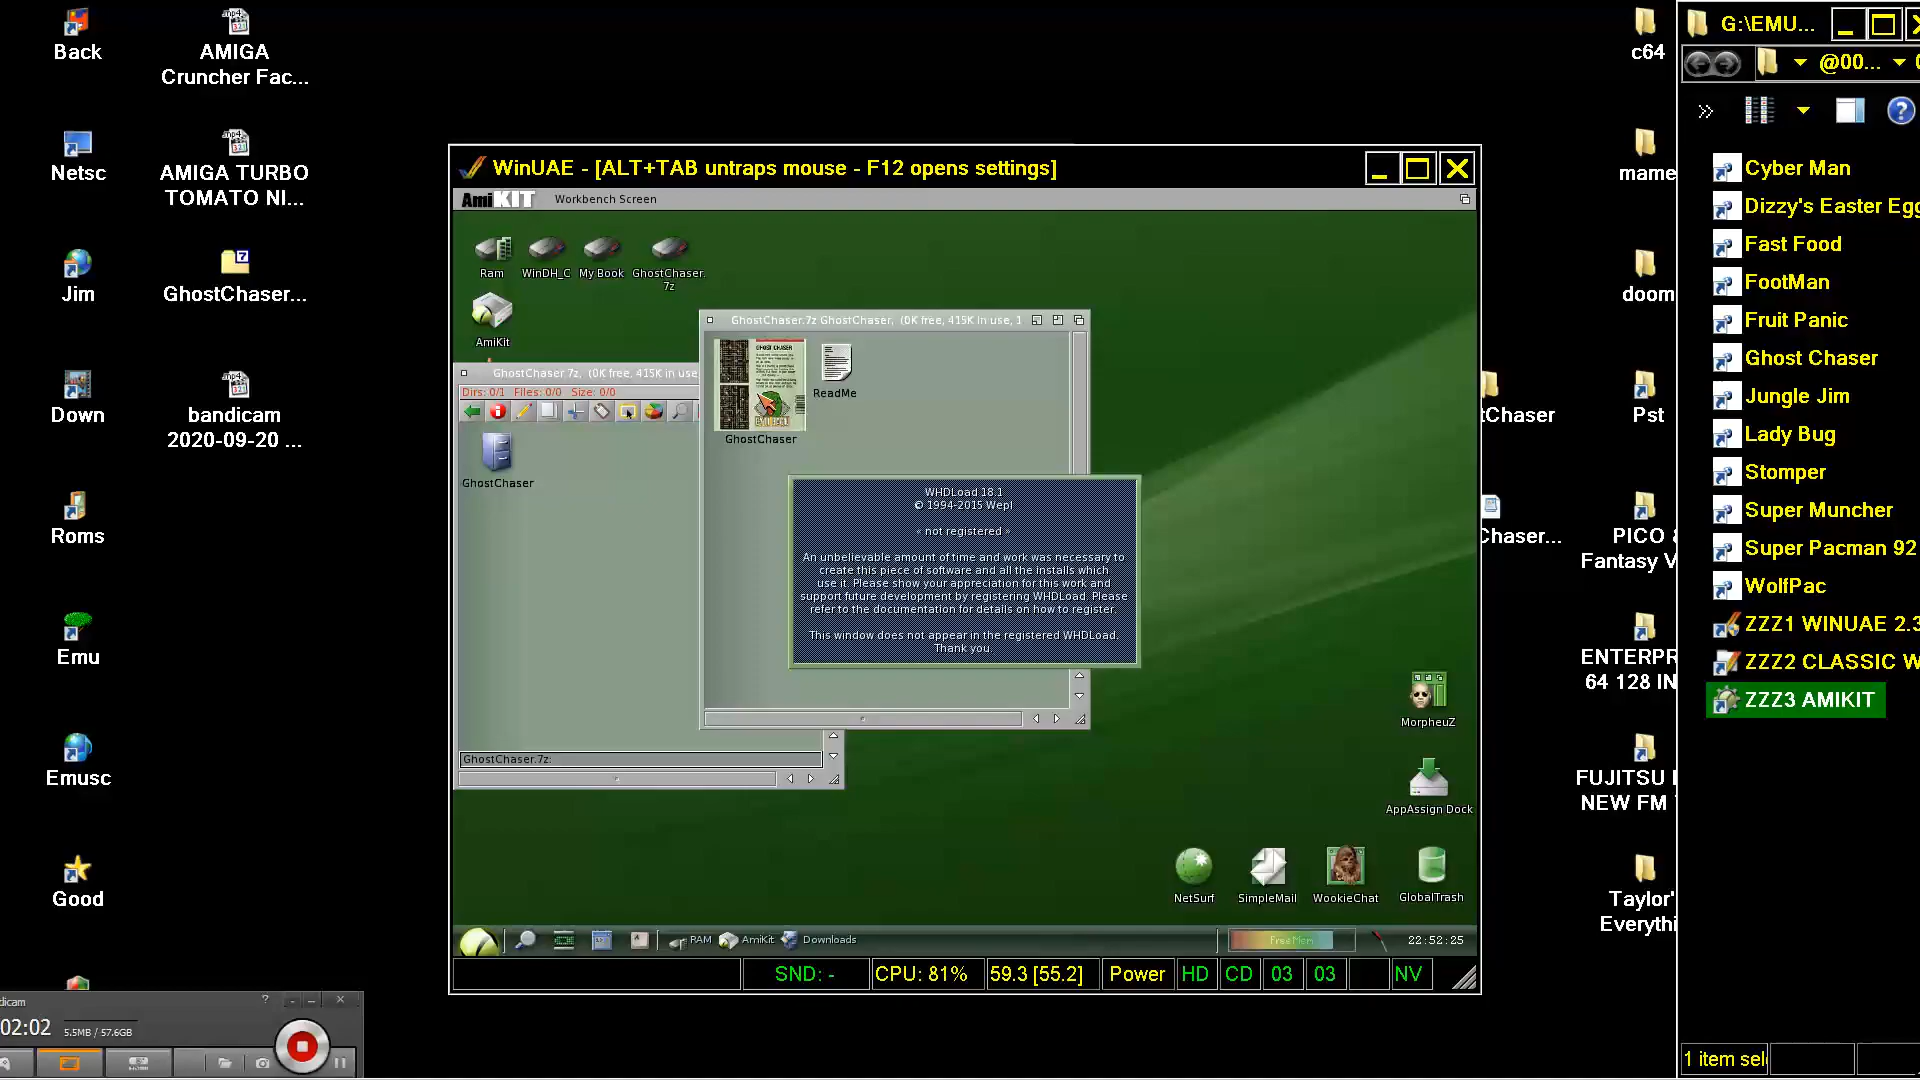 Back
AMIGA
Cruncher Fac...
Netsc
AMIGA TURBO
TOMATO NI...
Jim
GhostChaser...
Down
bandicam
2020-09-20 ...
Roms
Emu
Emusc
Good
WinUAE - [ALT+TAB untraps mouse - F12 opens settings]
AmiKIT Workbench Screen
Ram
WinDH_C
My Book
GhostChaser.
7z
AmiKit
GhostChaser 7z, (0K free, 415K in use
Dirs: 0/1 Files: 0/0 Size: 0/0
GhostChaser
GhostChaser.7z:
GhostChaser.7z GhostChaser, (0K free, 415K in use, 1
GHOST CHASER
GhostChaser
ReadMe
WHDLoad 18.1
© 1994-2015 Wepl
« not registered »
An unbelievable amount of time and work was necessary to
create this piece of software and all the installs which
use it. Please show your appreciation for this work and
support future development by registering WHDLoad. Please
refer to the documentation for details on how to register.
This window does not appear in the registered WHDLoad.
Thank you.
MorpheuZ
AppAssign Dock
NetSurf
SimpleMail
WookieChat
GlobalTrash
RAM
AmiKit
Downloads
FreeMem
22:52:25
SND: -
CPU: 81%
59.3 [55.2]
Power
HD
CD
03
03
NV
c64
mame
doom
tChaser
Pst
Chaser...
PICO 8
Fantasy V
ENTERPR
64 128 IN
FUJITSU
NEW FM
Taylor'
Everythi
G:\EMU...
@00...
Cyber Man
Dizzy's Easter Egg
Fast Food
FootMan
Fruit Panic
Ghost Chaser
Jungle Jim
Lady Bug
Stomper
Super Muncher
Super Pacman 92
WolfPac
ZZZ1 WINUAE 2.3
ZZZ2 CLASSIC W
ZZZ3 AMIKIT
1 item sel
dicam
02:02
5.5MB / 57.6GB